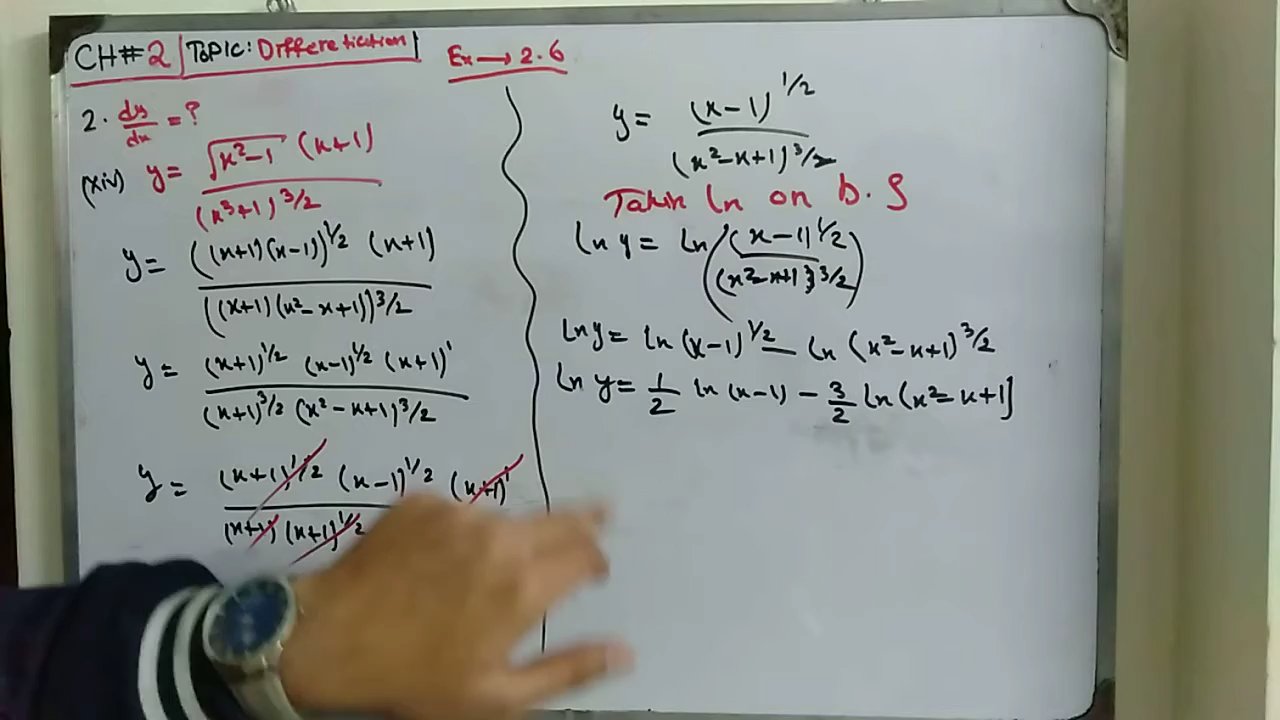 CH#2 | TOPIC: Differetiation | Ex → 2.6
2. dy/dx = ?
(xiv) y = √(x²-1) (x+1) / (x³+1)^3/2
y = ((x+1)(x-1))^1/2 (x+1) / ((x+1)(x²-x+1))^3/2
y = (x+1)^1/2 (x-1)^1/2 (x+1)^1 / (x+1)^3/2 (x²-x+1)^3/2
y = (x+1)^1/2 (x-1)^1/2 (x+1)^1 / (x+1) (x+1)^1/2
y = (x-1)^1/2 / (x²-x+1)^3/2
Takin ln on b.S
ln y = ln ((x-1)^1/2 / (x²-x+1)^3/2)
ln y = ln (x-1)^1/2 - ln (x²-x+1)^3/2
ln y = 1/2 ln (x-1) - 3/2 ln (x²-x+1]